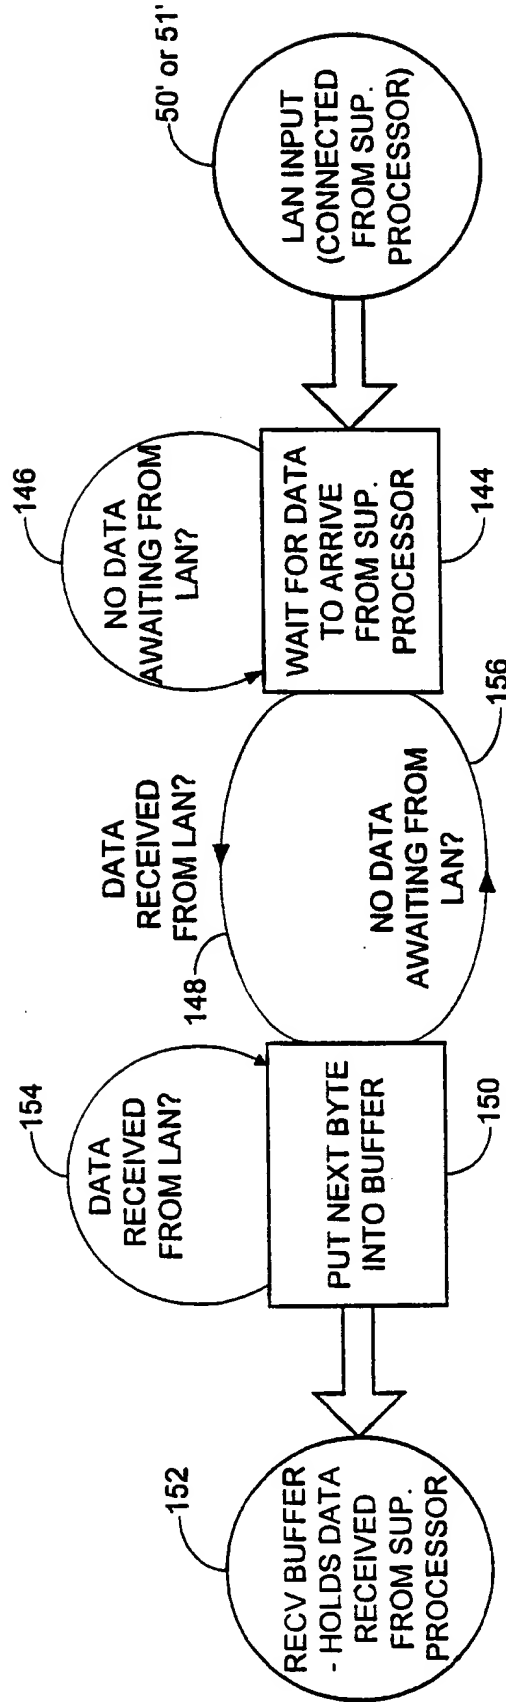 152
RECV BUFFER
- HOLDS DATA
RECEIVED
FROM SUP.
PROCESSOR
154
DATA
RECEIVED
FROM LAN?
PUT NEXT BYTE
INTO BUFFER
150
148
DATA
RECEIVED
FROM LAN?
NO DATA
AWAITING FROM
LAN?
156
146
NO DATA
AWAITING FROM
LAN?
WAIT FOR DATA
TO ARRIVE
FROM SUP.
PROCESSOR
144
50' or 51'
LAN INPUT
(CONNECTED
FROM SUP.
PROCESSOR)